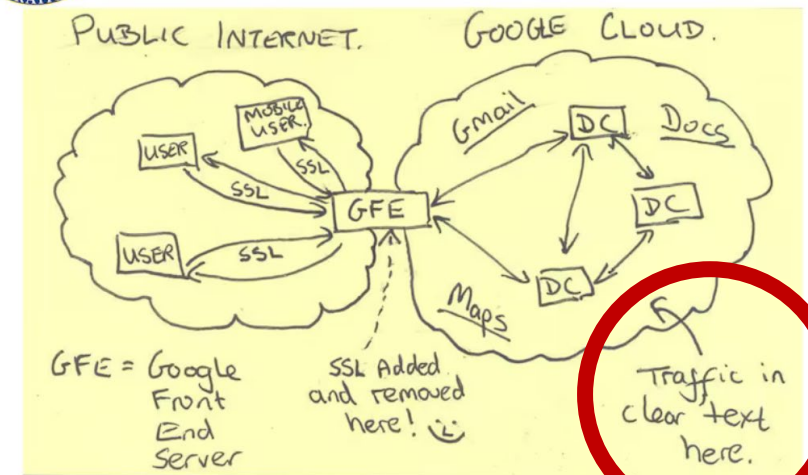 PUBLIC INTERNET.
GOOGLE CLOUD.
MOBILE
USER.
USER
SSL
SSL
USER
SSL
GFE
Gmail
DC
Docs
DC
DC
Maps
GFE = Google
Front
End
Server
SSL Added
and removed
here!
Traffic in
clear text
here.